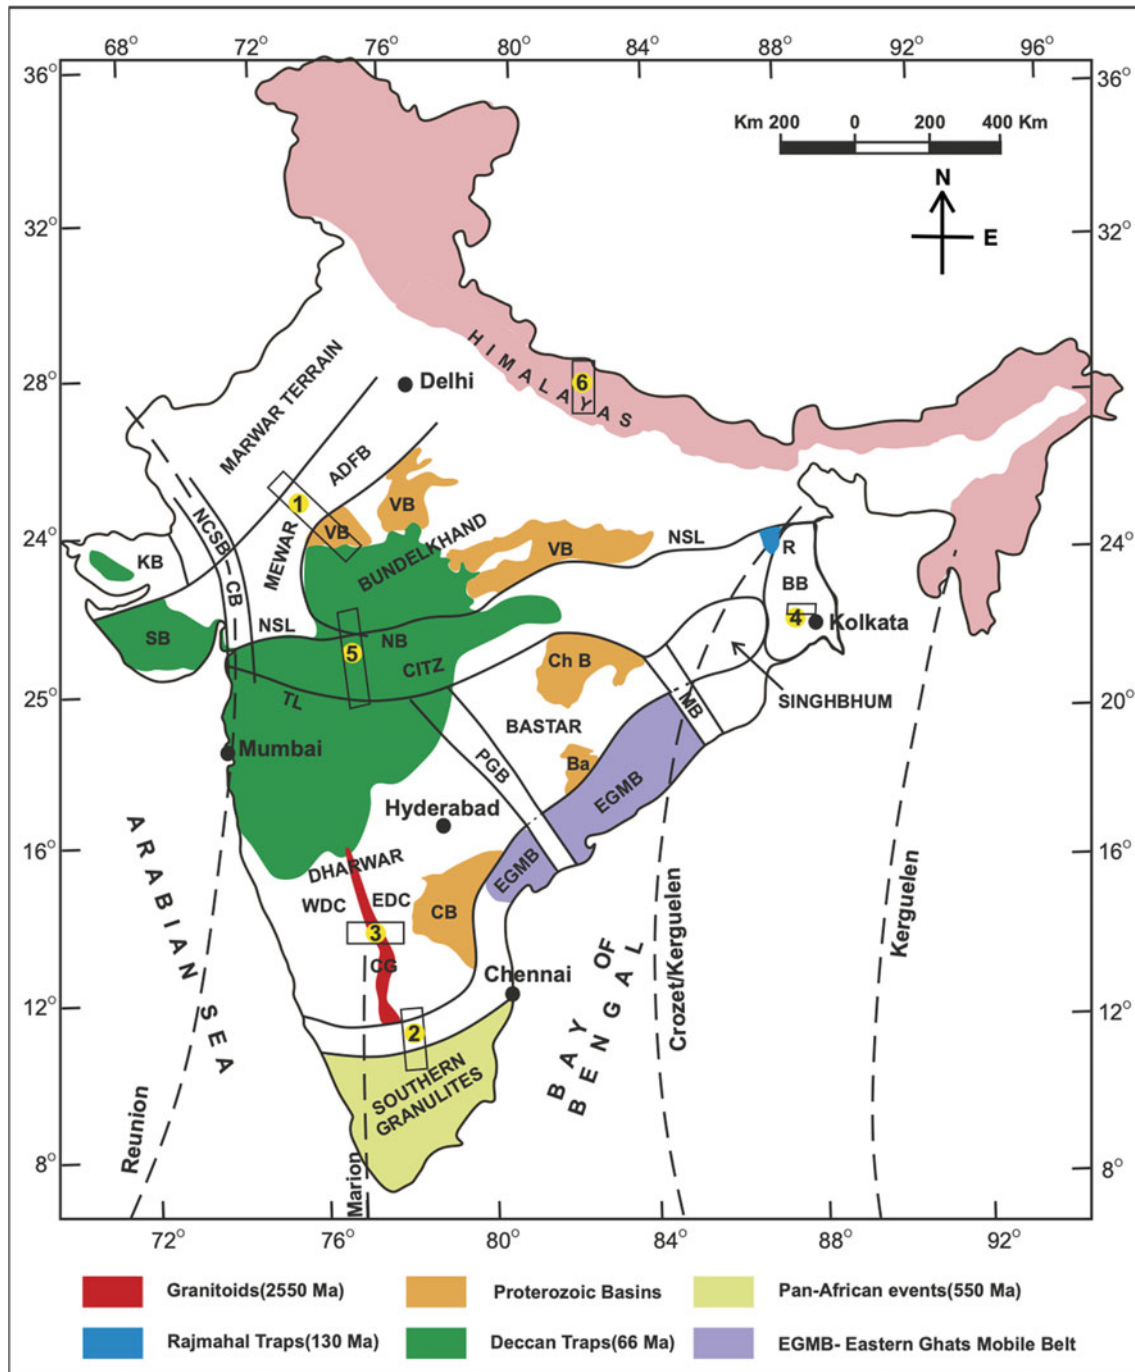 68° 72° 76° 80° 84° 88° 92° 96°
36° 36°
Km 200 0 200 400 Km
N
E
32° 32°
HIMALAYAS
6
28° 28°
Delhi
MARWAR TERRAIN
ADFB
1
VB
VB
NCSB
MEWAR
BUNDELKHAND
VB
NSL
24° 24°
R
KB
CB
BB
4
Kolkata
SB
NSL
NB
5
CITZ
Ch B
TL
25° 20°
MB
SINGHBHUM
BASTAR
Mumbai
PGB
Ba
EGMB
Hyderabad
16° 16°
DHARWAR
EGMB
WDC
EDC
CB
3
CG
Chennai
ARABIAN SEA
BAY OF BENGAL
Crozet/Kerguelen
Kerguelen
12° 12°
2
SOUTHERN
GRANULITES
Reunion
Marion
8° 8°
72° 76° 80° 84° 88° 92°
Granitoids(2550 Ma)
Proterozoic Basins
Pan-African events(550 Ma)
Rajmahal Traps(130 Ma)
Deccan Traps(66 Ma)
EGMB- Eastern Ghats Mobile Belt